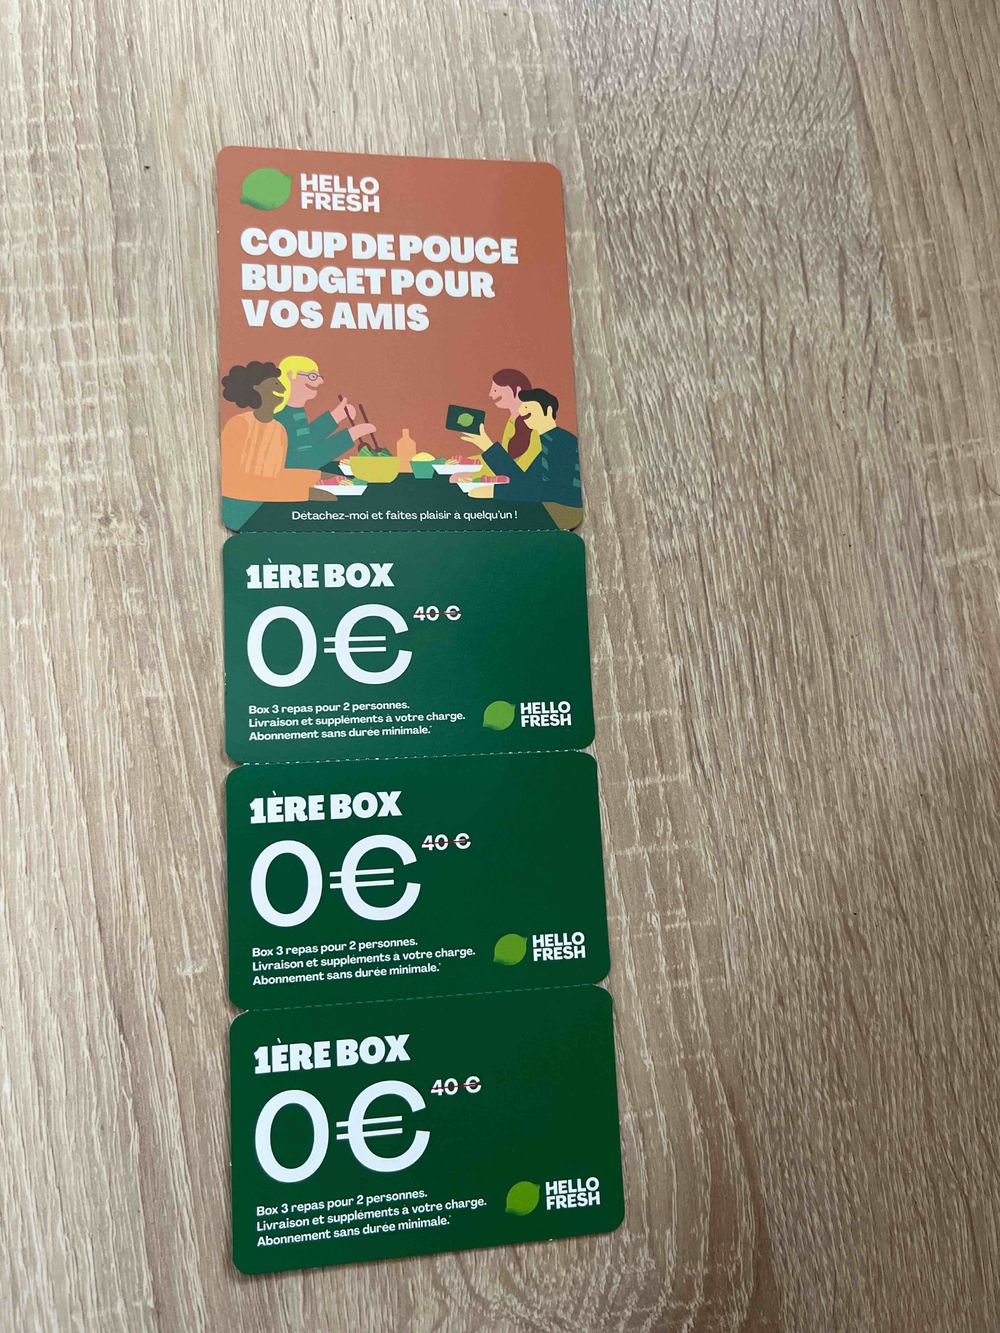 HELLO
FRESH
COUP DE POUCE
BUDGET POUR
VOS AMIS
Détachez-moi et faites plaisir à quelqu'un !
1ÈRE BOX
0€ 40 €
Box 3 repas pour 2 personnes.
Livraison et suppléments à votre charge.
Abonnement sans durée minimale.*
HELLO
FRESH
1ÈRE BOX
0€ 40 €
Box 3 repas pour 2 personnes.
Livraison et suppléments à votre charge.
Abonnement sans durée minimale.*
HELLO
FRESH
1ÈRE BOX
0€ 40 €
Box 3 repas pour 2 personnes.
Livraison et suppléments à votre charge.
Abonnement sans durée minimale.*
HELLO
FRESH